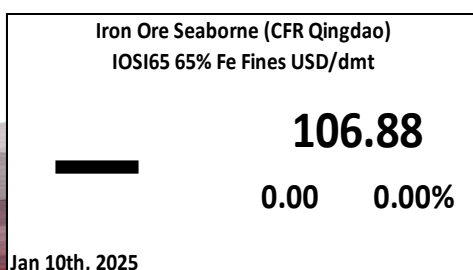 Iron Ore Seaborne (CFR Qingdao)
IOSI65 65% Fe Fines USD/dmt
106.88
0.00 0.00%
Jan 10th, 2025